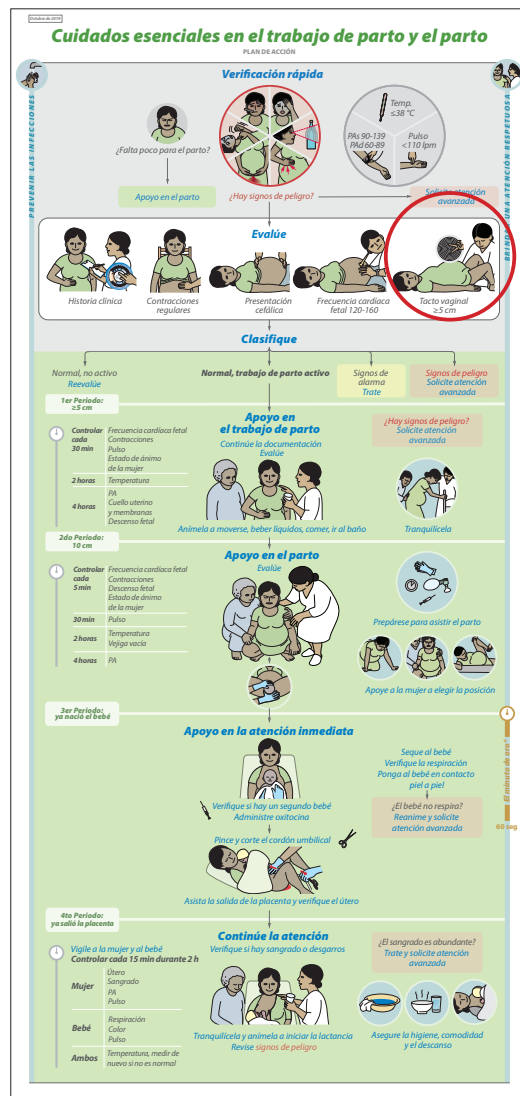 Octubre de 2019
Cuidados esenciales en el trabajo de parto y el parto
PLAN DE ACCIÓN
PREVENIR LAS INFECCIONES
BRINDAR UNA ATENCIÓN RESPETUOSA
Verificación rápida
Temp.
≤38 °C
PAs 90-139
PAd 60-89
Pulso
<110 lpm
¿Falta poco para el parto?
Apoyo en el parto
¿Hay signos de peligro?
Solicite atención
avanzada
Evalúe
Historia clínica
Contracciones
regulares
Presentación
cefálica
Frecuencia cardíaca
fetal 120-160
Tacto vaginal
≥5 cm
Clasifique
Normal, no activo
Reevalúe
Normal, trabajo de parto activo
Signos de
alarma
Trate
Signos de peligro
Solicite atención
avanzada
1er Periodo:
≥5 cm
Controlar
cada
30 min
Frecuencia cardíaca fetal
Contracciones
Pulso
Estado de ánimo
de la mujer
2 horas
Temperatura
4 horas
PA
Cuello uterino
y membranas
Descenso fetal
Apoyo en
el trabajo de parto
Continúe la documentación
Evalúe
Anímela a moverse, beber líquidos, comer, ir al baño
¿Hay signos de peligro?
Solicite atención
avanzada
Tranquilícela
2do Periodo:
10 cm
Controlar
cada
5 min
Frecuencia cardíaca fetal
Contracciones
Descenso fetal
Estado de ánimo
de la mujer
30 min
Pulso
2 horas
Temperatura
Vejiga vacía
4 horas
PA
Apoyo en el parto
Evalúe
Prepárese para asistir el parto
Apoye a la mujer a elegir la posición
3er Periodo:
ya nació el bebé
Apoyo en la atención inmediata
Verifique si hay un segundo bebé
Administre oxitocina
Pince y corte el cordón umbilical
Asista la salida de la placenta y verifique el útero
Seque al bebé
Verifique la respiración
Ponga al bebé en contacto
piel a piel
¿El bebé no respira?
Reanime y solicite
atención avanzada
El minuto de oro®
60 seg
4to Periodo:
ya salió la placenta
Vigile a la mujer y al bebé
Controlar cada 15 min durante 2 h
Mujer
Útero
Sangrado
PA
Pulso
Bebé
Respiración
Color
Pulso
Ambos
Temperatura, medir de
nuevo si no es normal
Continúe la atención
Verifique si hay sangrado o desgarros
Tranquilícela y anímela a iniciar la lactancia
Revise signos de peligro
¿El sangrado es abundante?
Trate y solicite atención
avanzada
Asegure la higiene, comodidad
y el descanso